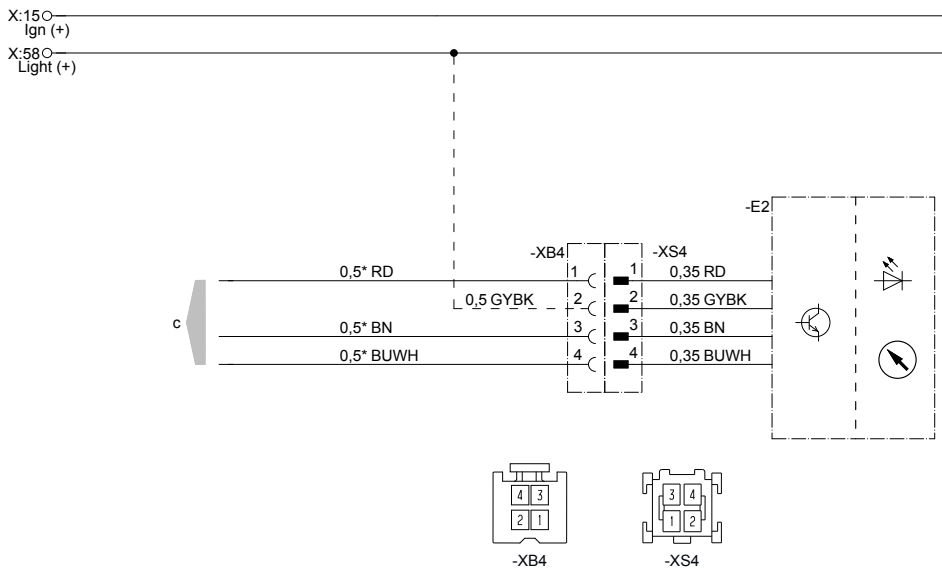 X:15
Ign (+)
X:58
Light (+)
-E2
-XB4 -XS4
0,5* RD 1 1 0,35 RD
0,5 GYBK 2 2 0,35 GYBK
c
0,5* BN 3 3 0,35 BN
0,5* BUWH 4 4 0,35 BUWH
4 3
2 1
-XB4
3 4
1 2
-XS4